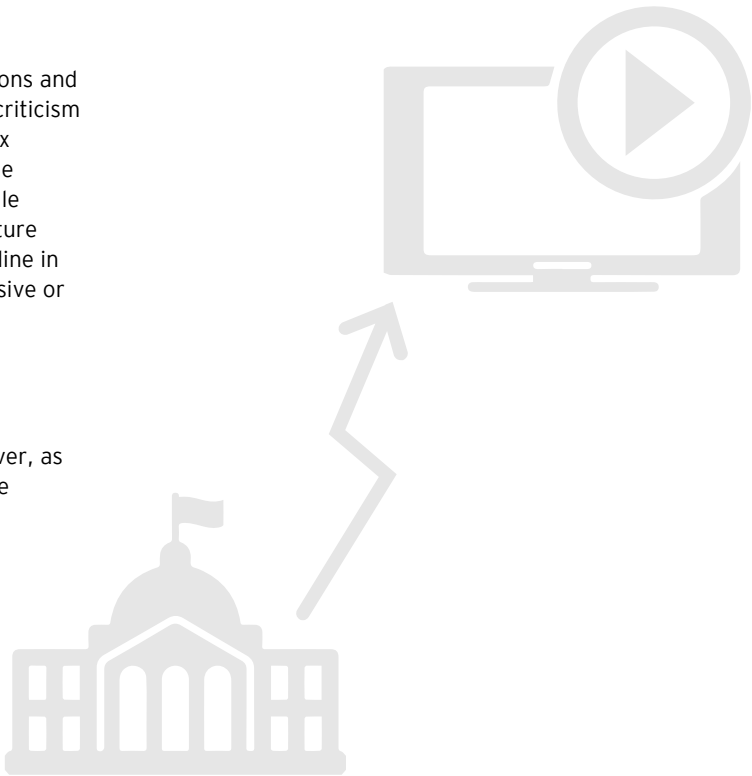 ons and
criticism
x
e
le
ture
line in
sive or
ver, as
e